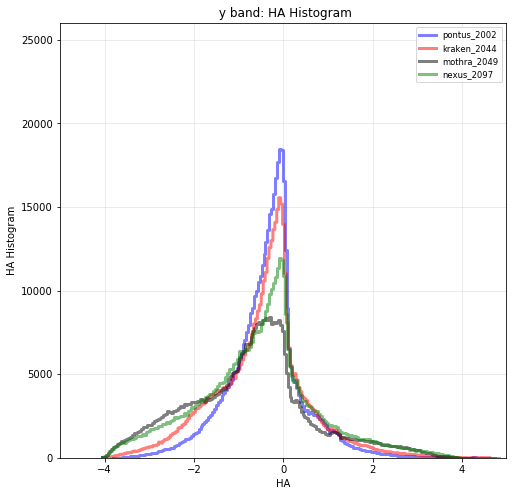 y band: HA Histogram
pontus_2002
kraken_2044
mothra_2049
nexus_2097
25000
20000
15000
10000
5000
0
HA Histogram
−4
−2
0
2
4
HA